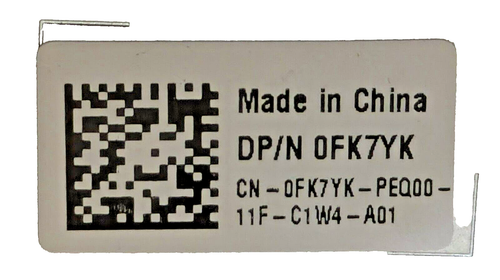 Made in China
DP/N 0FK7YK
CN-0FK7YK-PEQ00-
11F-C1W4-A01